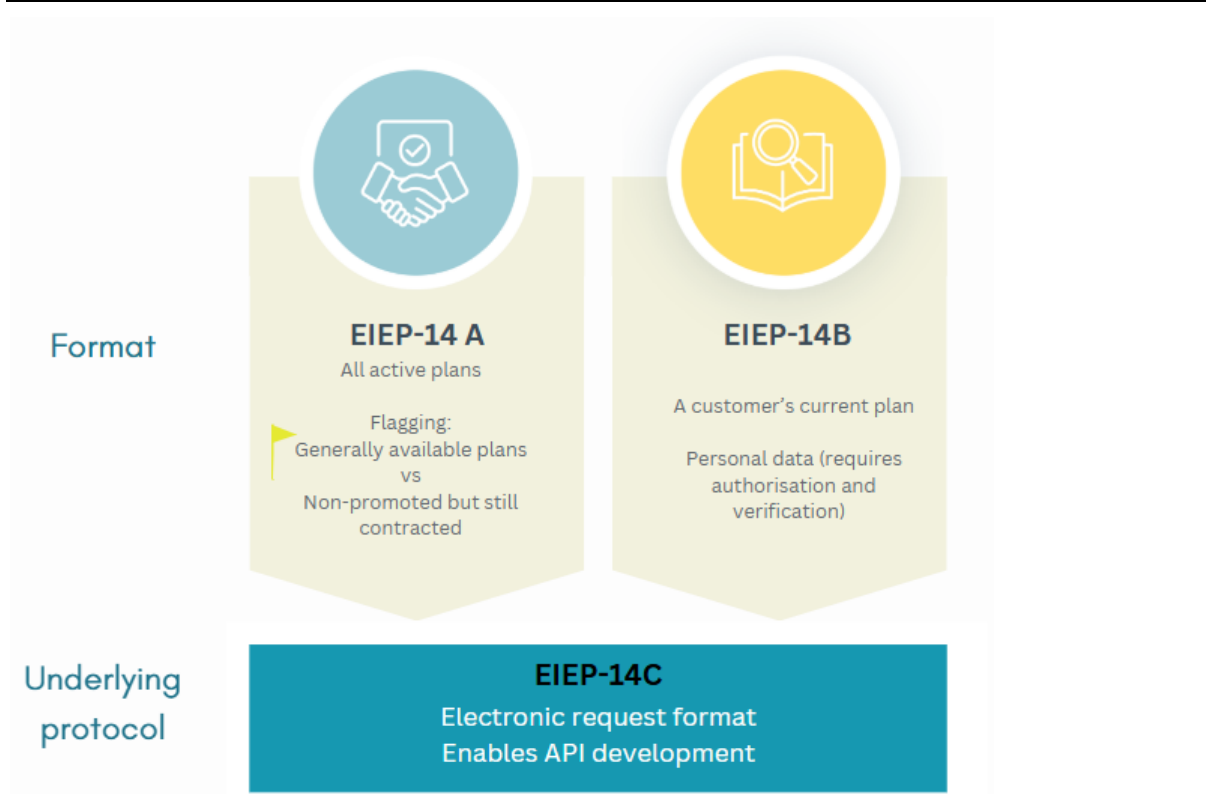 Format
EIEP-14 A
All active plans
Flagging:
Generally available plans
vs
Non-promoted but still
contracted
EIEP-14B
A customer’s current plan
Personal data (requires
authorisation and
verification)
Underlying
protocol
EIEP-14C
Electronic request format
Enables API development